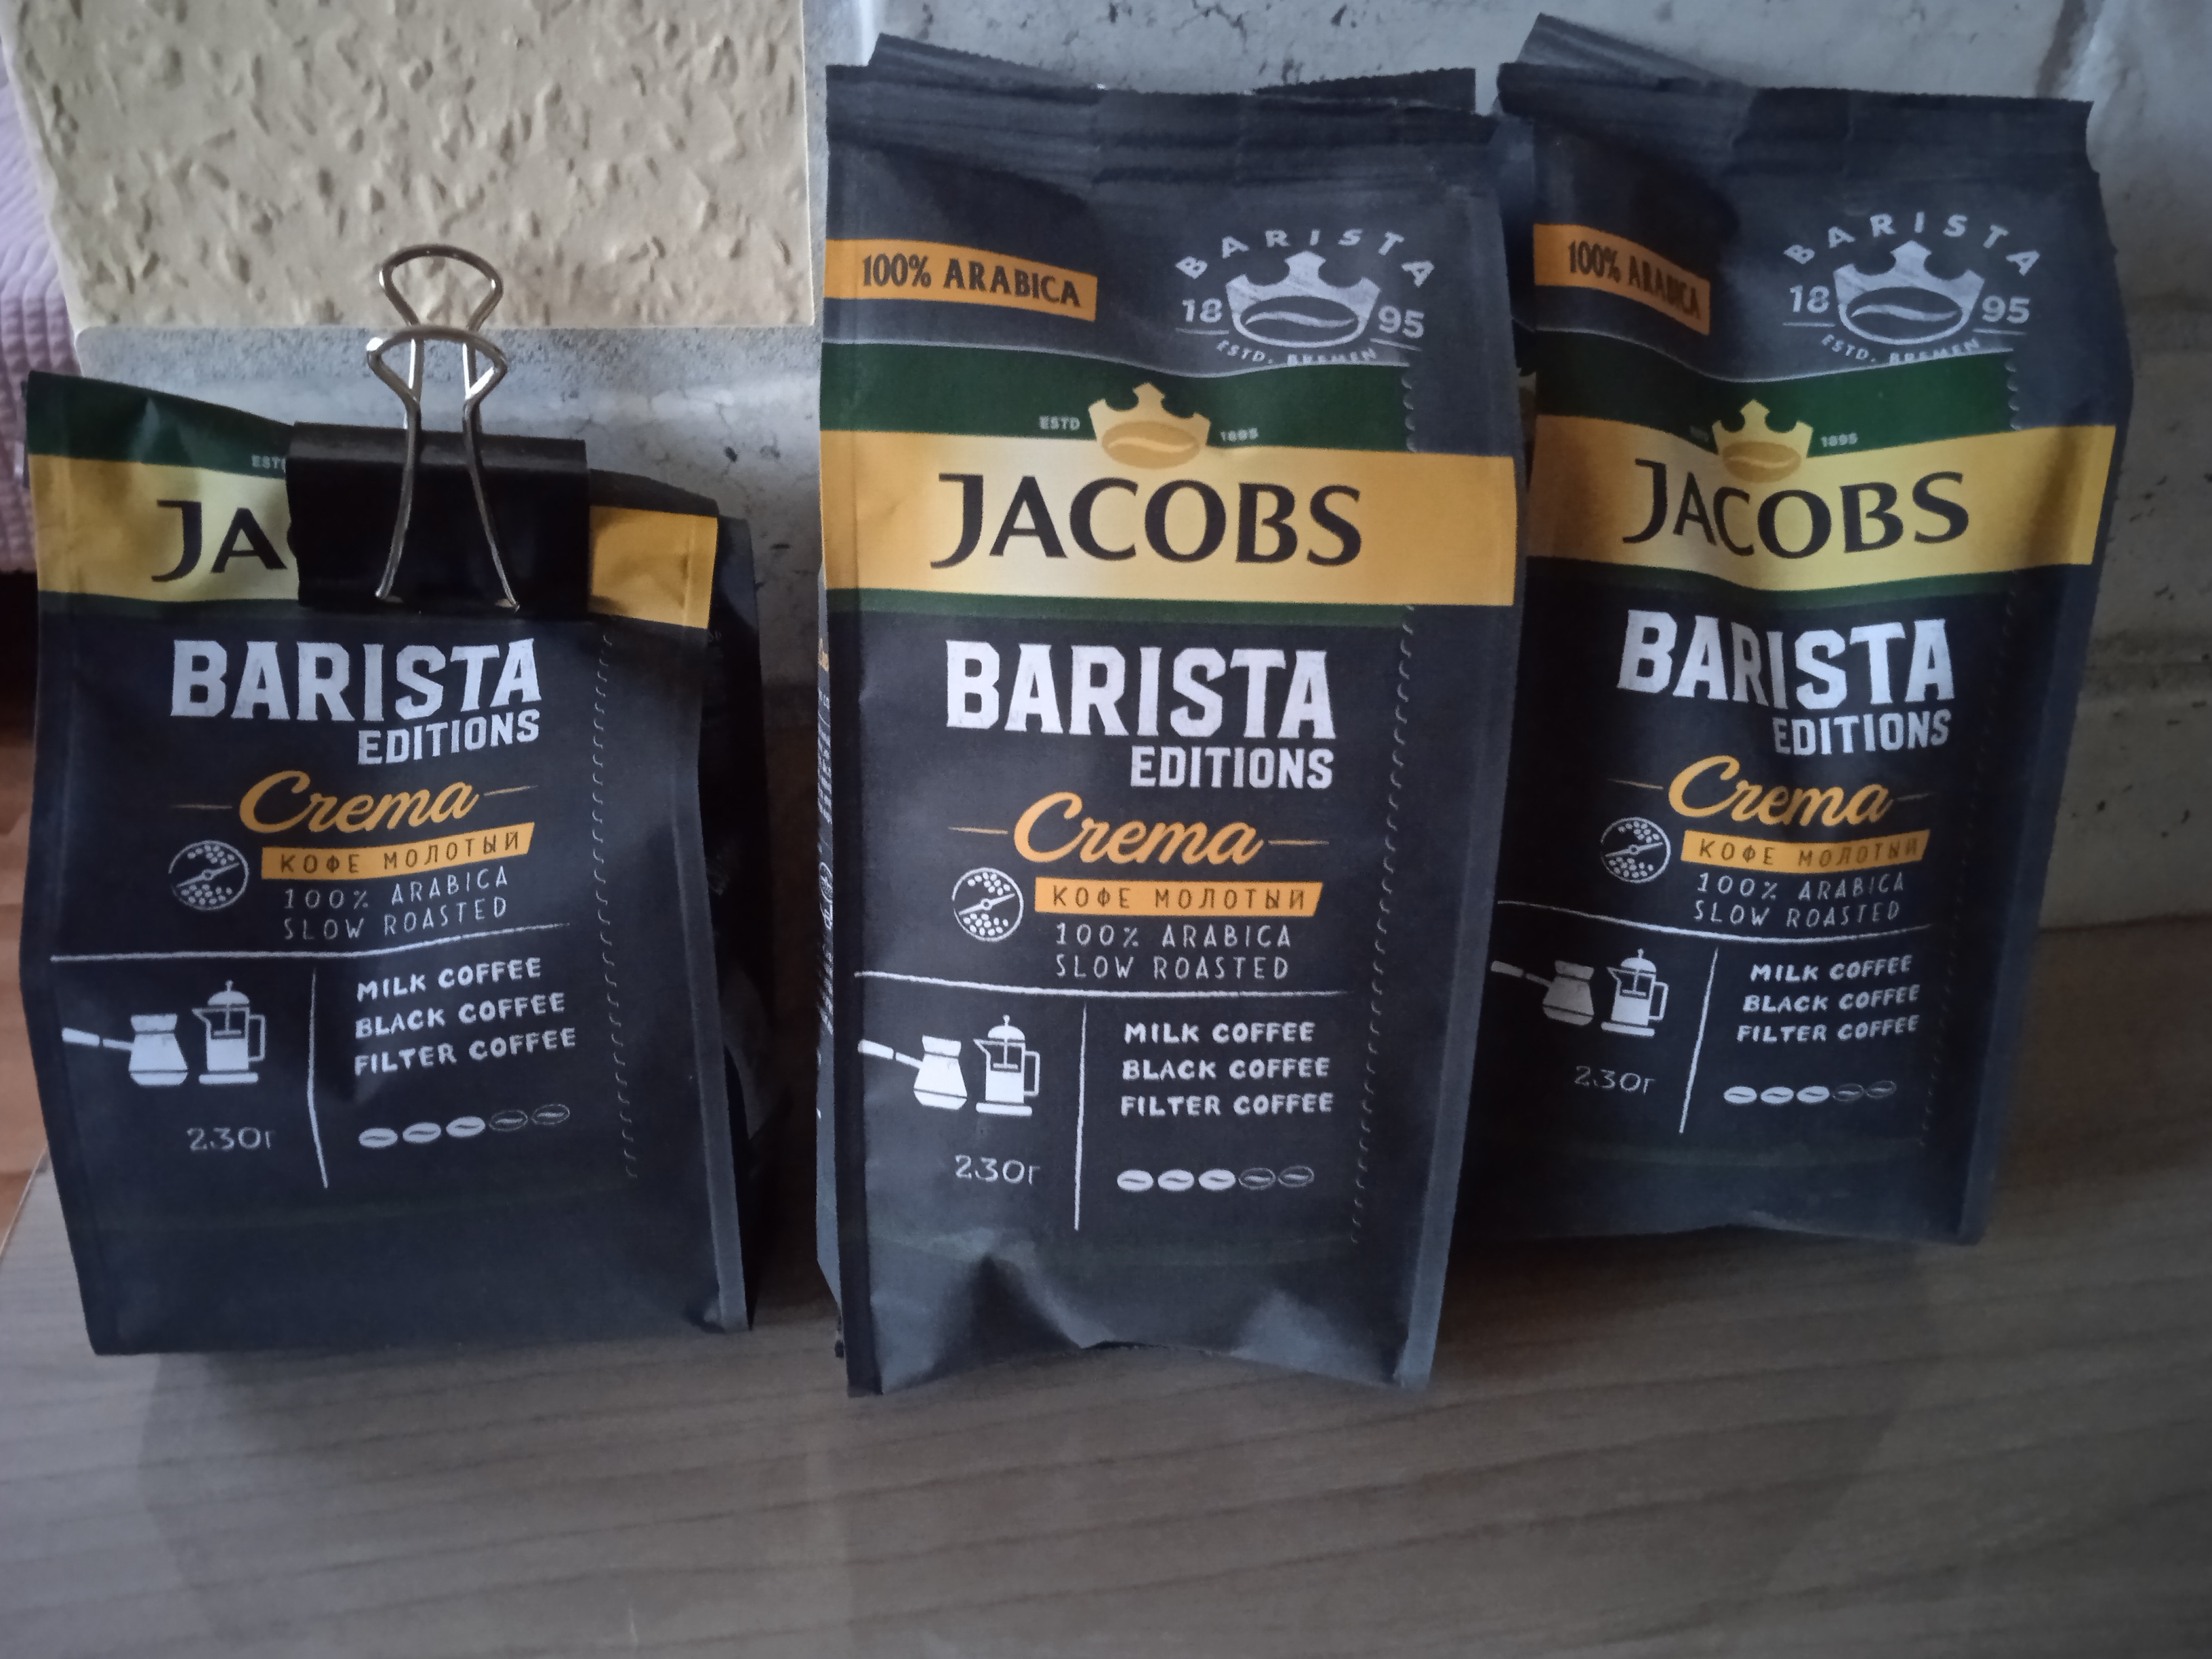 EST
JA
BARISTA
EDITIONS
Crema
КОФЕ МОЛОТЫЙ
100% ARABICA
SLOW ROASTED
MILK COFFEE
BLACK COFFEE
FILTER COFFEE
230г
100% ARABICA
BARISTA
18 95
ESTD. BREMEN
ESTD 1895
JACOBS
BARISTA
EDITIONS
Crema
КОФЕ МОЛОТЫЙ
100% ARABICA
SLOW ROASTED
MILK COFFEE
BLACK COFFEE
FILTER COFFEE
230г
100% ARABICA
BARISTA
18 95
ESTD. BREMEN
1895
JACOBS
BARISTA
EDITIONS
Crema
КОФЕ МОЛОТЫЙ
100% ARABICA
SLOW ROASTED
MILK COFFEE
BLACK COFFEE
FILTER COFFEE
230г